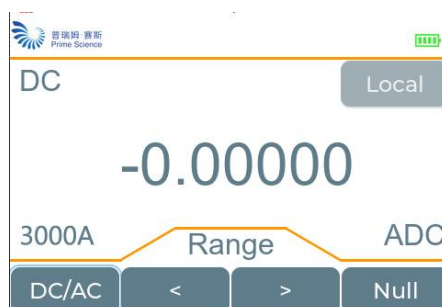 普瑞姆·赛斯
Prime Science
DC
Local
-0.00000
3000A
Range
ADC
DC/AC
<
>
Null